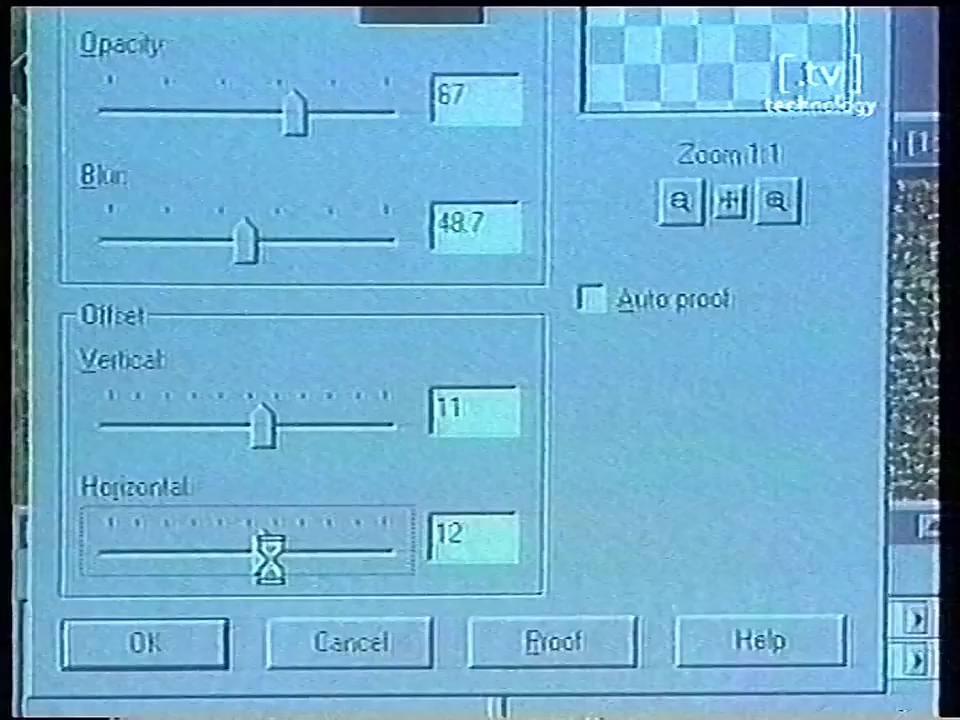 Opacity:
87
[.tv]
technology
Zoom 1:1
Blur:
48.7
Auto proof
Offset
Vertical:
11
Horizontal:
12
OK
Cancel
Proof
Help